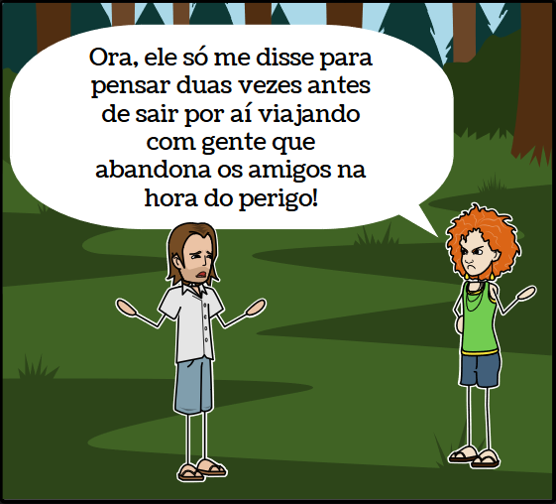 Ora, ele só me disse para
pensar duas vezes antes
de sair por aí viajando
com gente que
abandona os amigos na
hora do perigo!